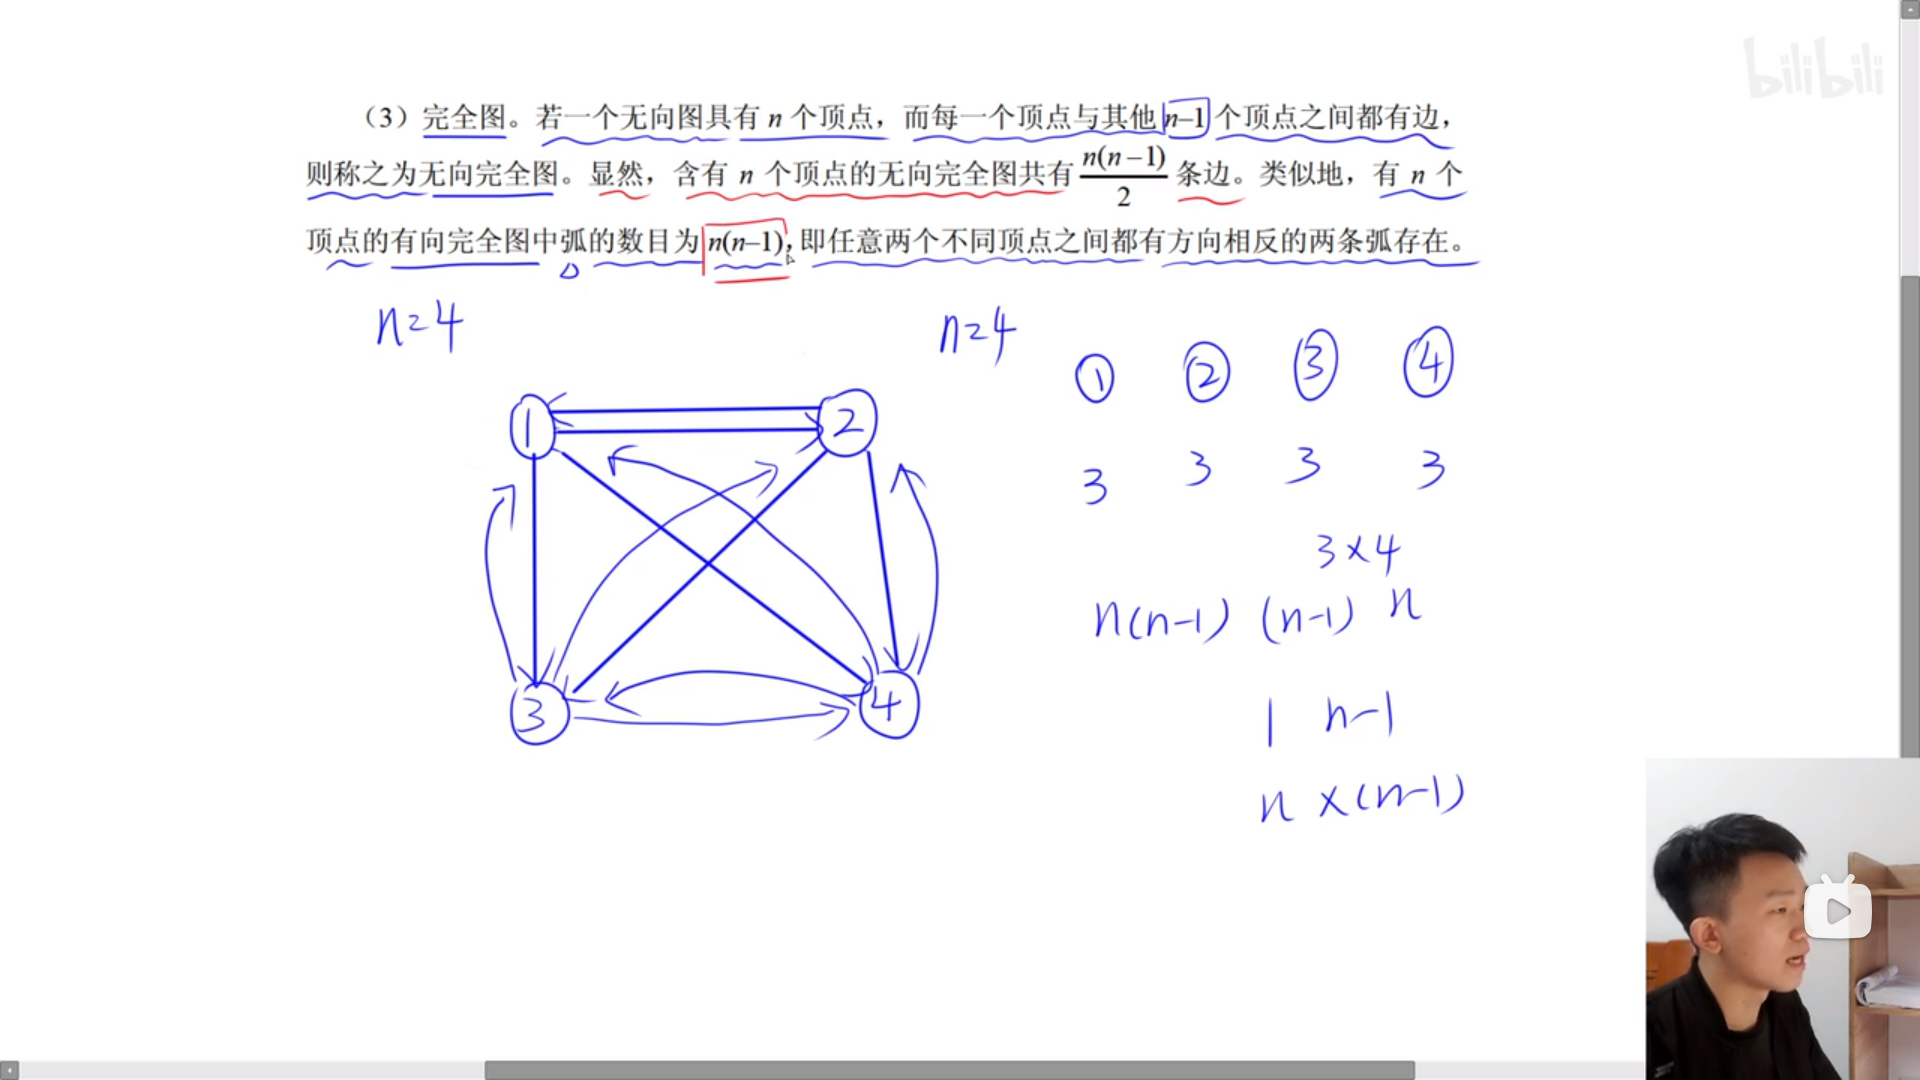 bilibili
（3）完全图。若一个无向图具有 n 个顶点，而每一个顶点与其他 n–1 个顶点之间都有边，
则称之为无向完全图。显然，含有 n 个顶点的无向完全图共有 n(n–1)/2 条边。类似地，有 n 个
顶点的有向完全图中弧的数目为 n(n–1)，即任意两个不同顶点之间都有方向相反的两条弧存在。
n=4
n=4
① ② ③ ④
1 2
3 3 3 3
3×4
n(n-1) (n-1) n
3 4
1 n-1
n ×(n-1)